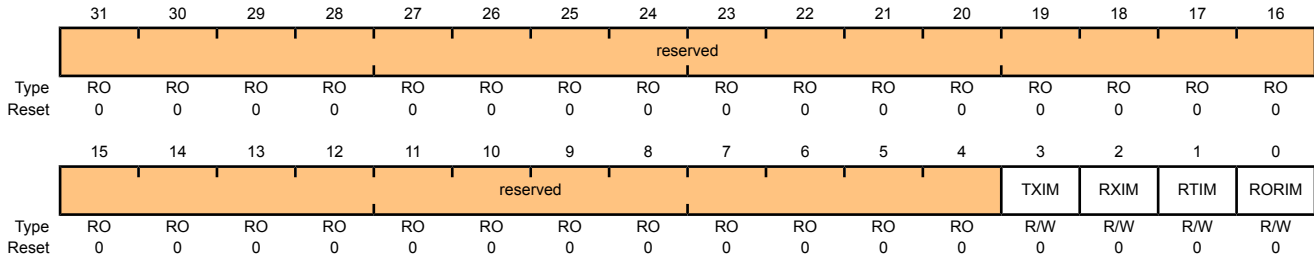 31 30 29 28 27 26 25 24 23 22 21 20 19 18 17 16
reserved
Type RO RO RO RO RO RO RO RO RO RO RO RO RO RO RO RO
Reset 0 0 0 0 0 0 0 0 0 0 0 0 0 0 0 0
15 14 13 12 11 10 9 8 7 6 5 4 3 2 1 0
reserved TXIM RXIM RTIM RORIM
Type RO RO RO RO RO RO RO RO RO RO RO RO R/W R/W R/W R/W
Reset 0 0 0 0 0 0 0 0 0 0 0 0 0 0 0 0